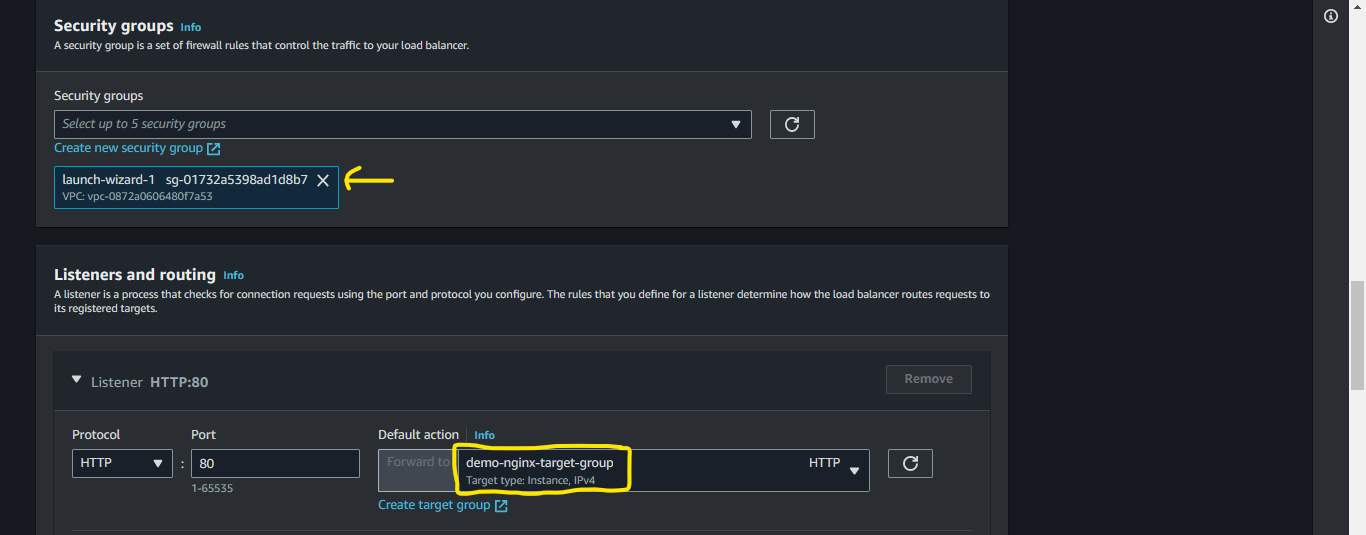 Security groups Info
A security group is a set of firewall rules that control the traffic to your load balancer.
Security groups
Select up to 5 security groups
Create new security group
launch-wizard-1 sg-01732a5398ad1d8b7
VPC: vpc-0872a0606480f7a53
Listeners and routing Info
A listener is a process that checks for connection requests using the port and protocol you configure. The rules that you define for a listener determine how the load balancer routes requests to
its registered targets.
Listener HTTP:80 Remove
Protocol Port Default action Info
HTTP : 80 Forward to demo-nginx-target-group HTTP
Target type: Instance, IPv4
1-65535
Create target group